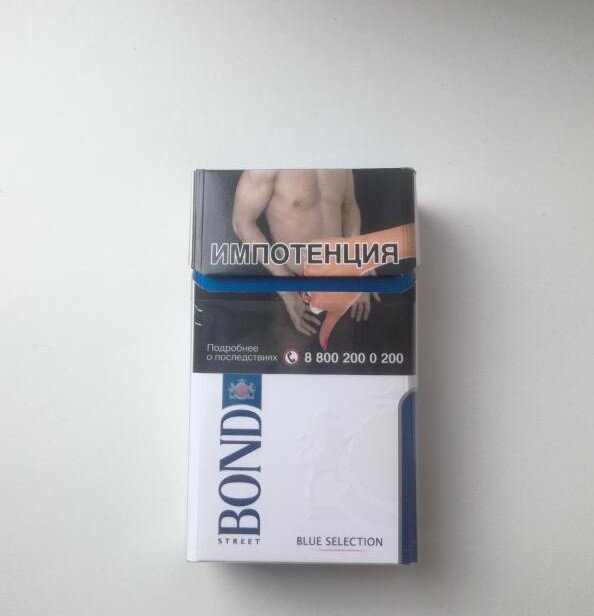 ИМПОТЕНЦИЯ
Подробнее
о последствиях 8 800 200 0 200
BOND
STREET
BLUE SELECTION